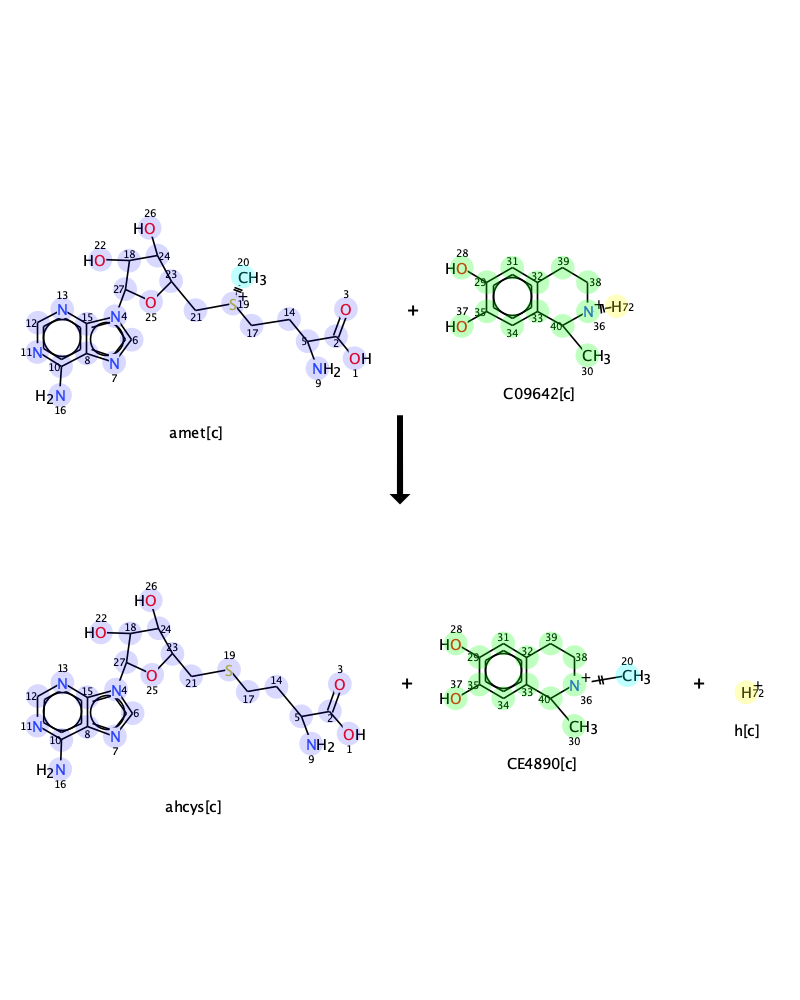 26
HO
22
HO
18
24
23
27
O
25
20
CH3
+
S
19
21
14
17
3
O
5
2
OH
1
NH2
9
13
N
12
15
N
4
11
N
10
8
6
N
7
H2N
16
amet[c]
+
28
HO
29
31
32
39
38
37
HO
35
34
33
40
N
+
36
H72
CH3
30
C09642[c]
26
HO
22
HO
18
24
23
27
O
25
19
S
21
14
17
3
O
5
2
OH
1
NH2
9
13
N
12
15
N
4
11
N
10
8
6
N
7
H2N
16
ahcys[c]
+
28
HO
29
31
32
39
38
37
HO
35
34
33
40
N
+
36
20
CH3
CH3
30
CE4890[c]
+
H72
+
h[c]